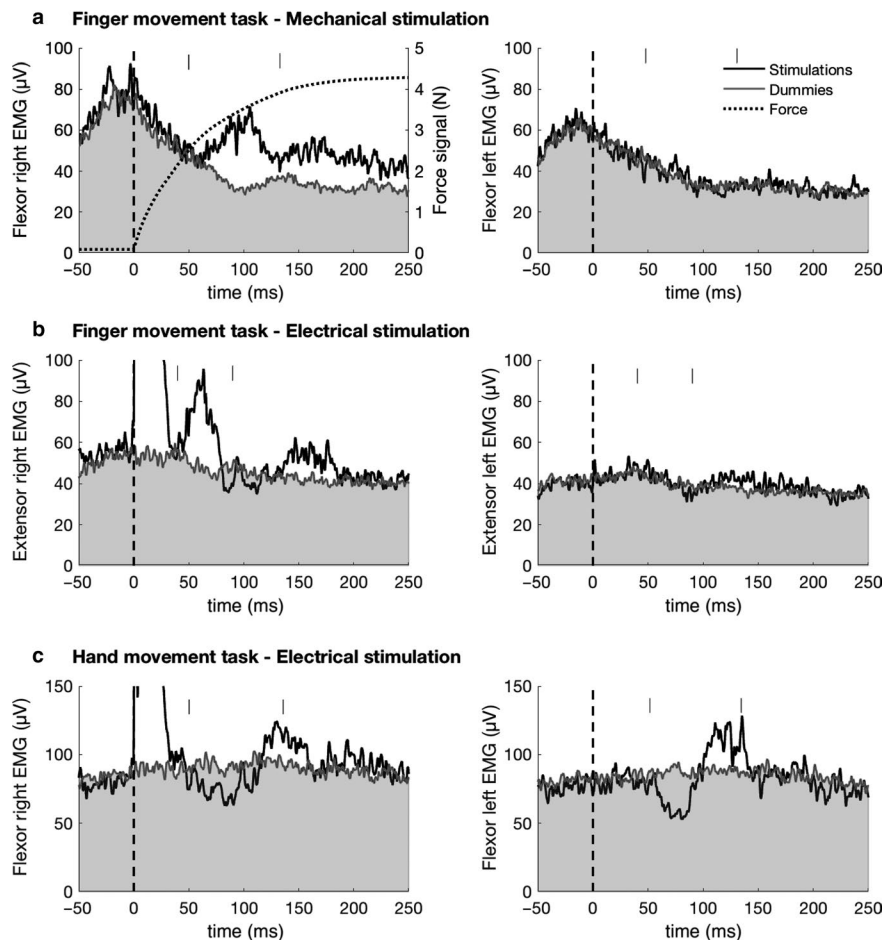 a Finger movement task - Mechanical stimulation
Flexor right EMG (µV)
100
80
60
40
20
0
5
4
3
2
1
0
Force signal (N)
-50 0 50 100 150 200 250
time (ms)
Flexor left EMG (µV)
100
80
60
40
20
0
Stimulations
Dummies
Force
-50 0 50 100 150 200 250
time (ms)
b Finger movement task - Electrical stimulation
Extensor right EMG (µV)
100
80
60
40
20
0
-50 0 50 100 150 200 250
time (ms)
Extensor left EMG (µV)
100
80
60
40
20
0
-50 0 50 100 150 200 250
time (ms)
c Hand movement task - Electrical stimulation
Flexor right EMG (µV)
150
100
50
0
-50 0 50 100 150 200 250
time (ms)
Flexor left EMG (µV)
150
100
50
0
-50 0 50 100 150 200 250
time (ms)